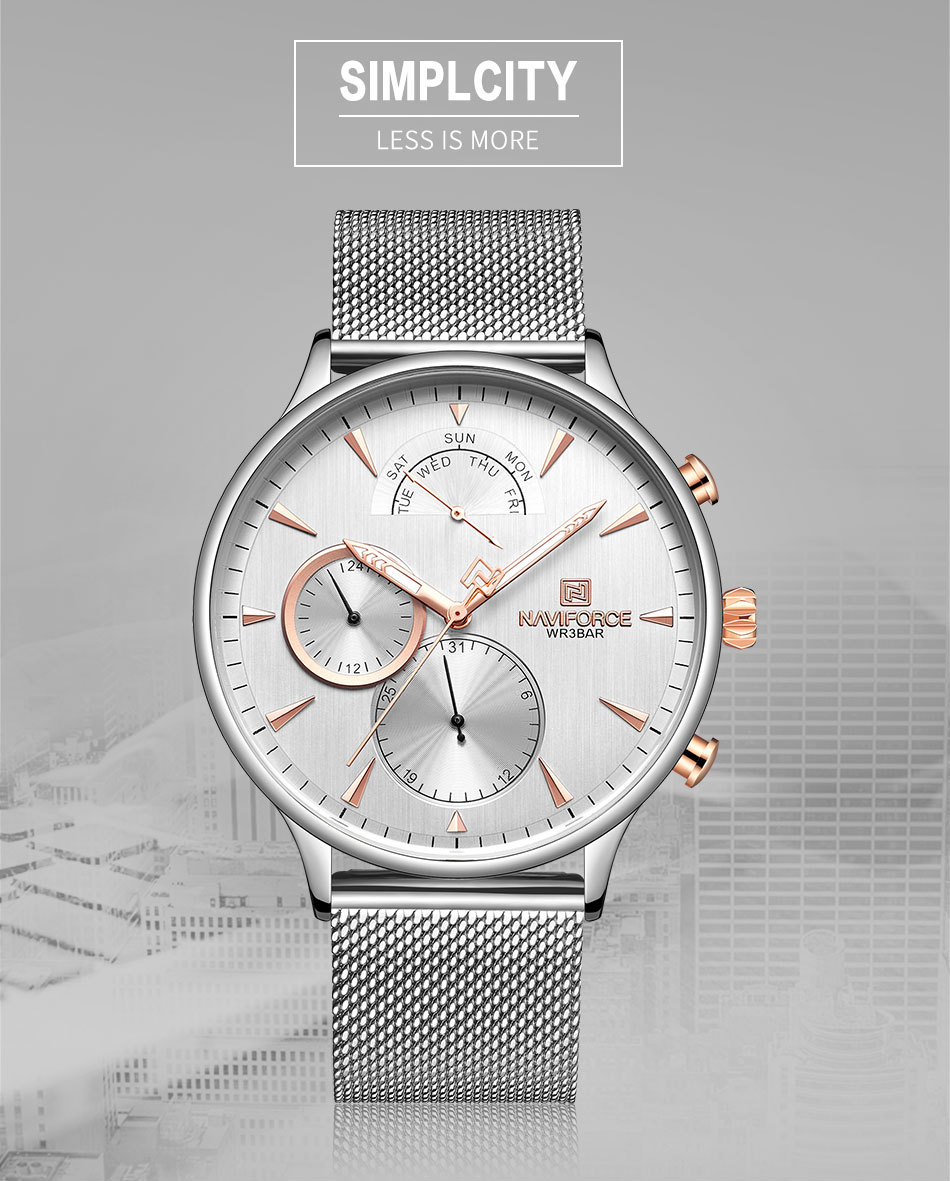 SIMPLCITY
LESS IS MORE
SUN
SAT MON
WED THU
TUE FRI
24
NAVIFORCE
WR3BAR
31
12
25 6
19 12